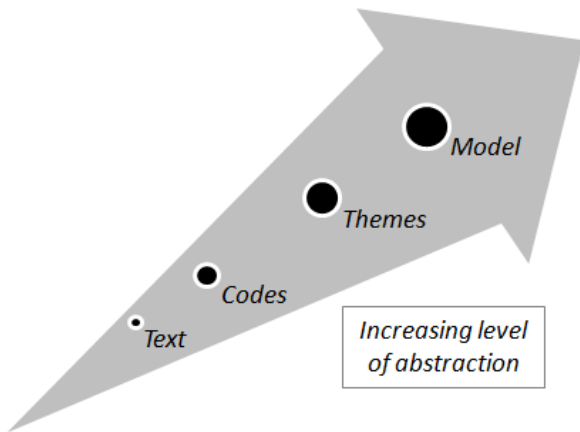 Model
Themes
Codes
Text
Increasing level
of abstraction